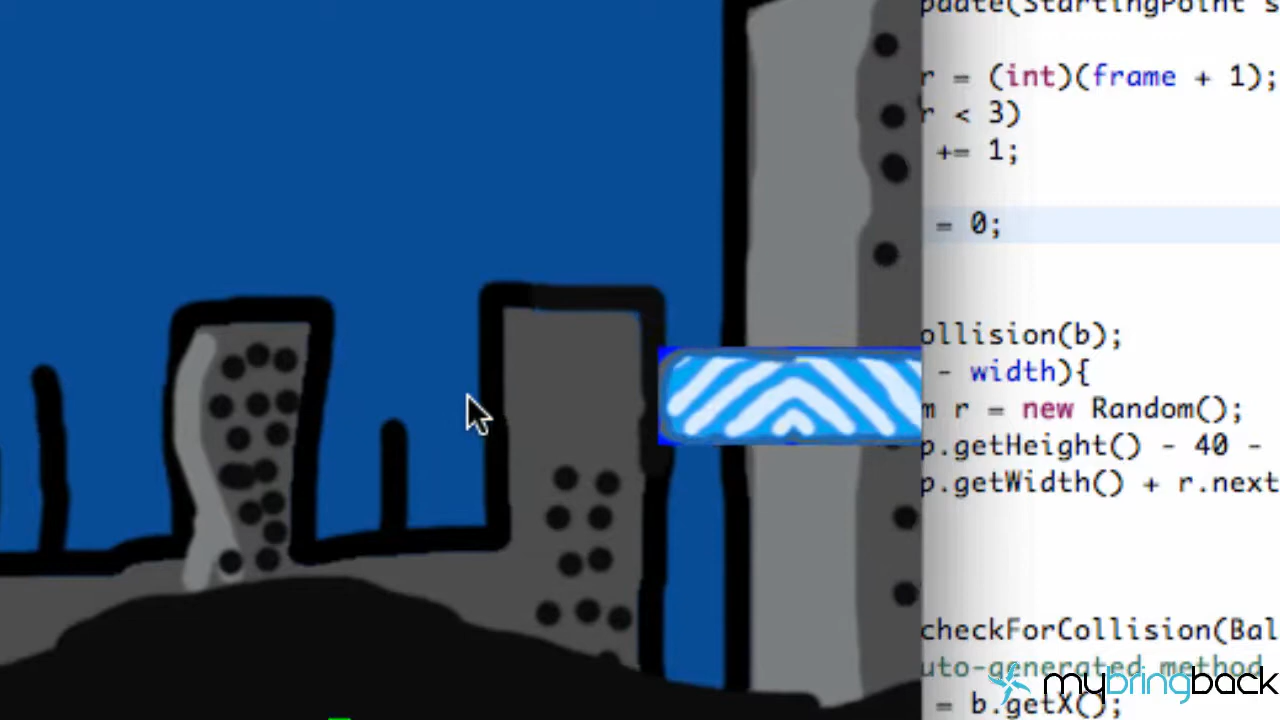 pdate(StartingPoint s
r = (int)(frame + 1);
r < 3)
+= 1;
= 0;
ollision(b);
- width){
m r = new Random();
p.getHeight() - 40 -
p.getWidth() + r.next
checkForCollision(Bal
uto-generated method
= b.getX();
mybringback